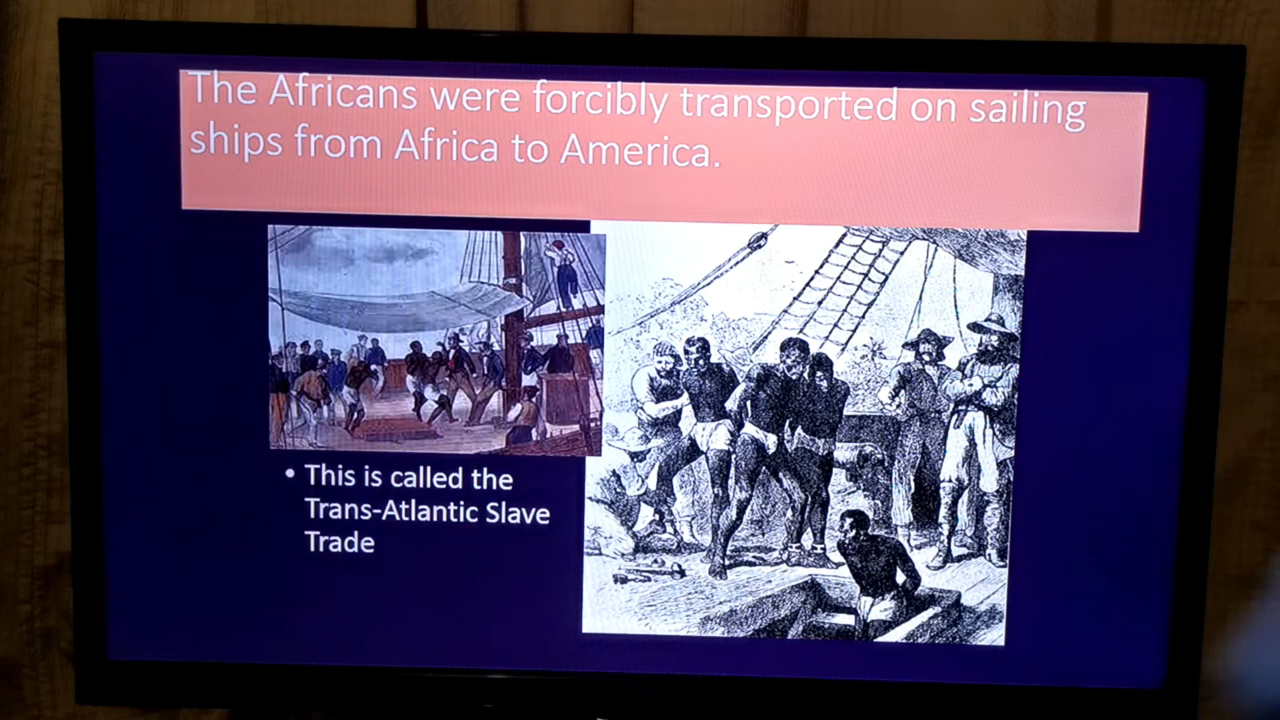 The Africans were forcibly transported on sailing
ships from Africa to America.
• This is called the
Trans-Atlantic Slave
Trade